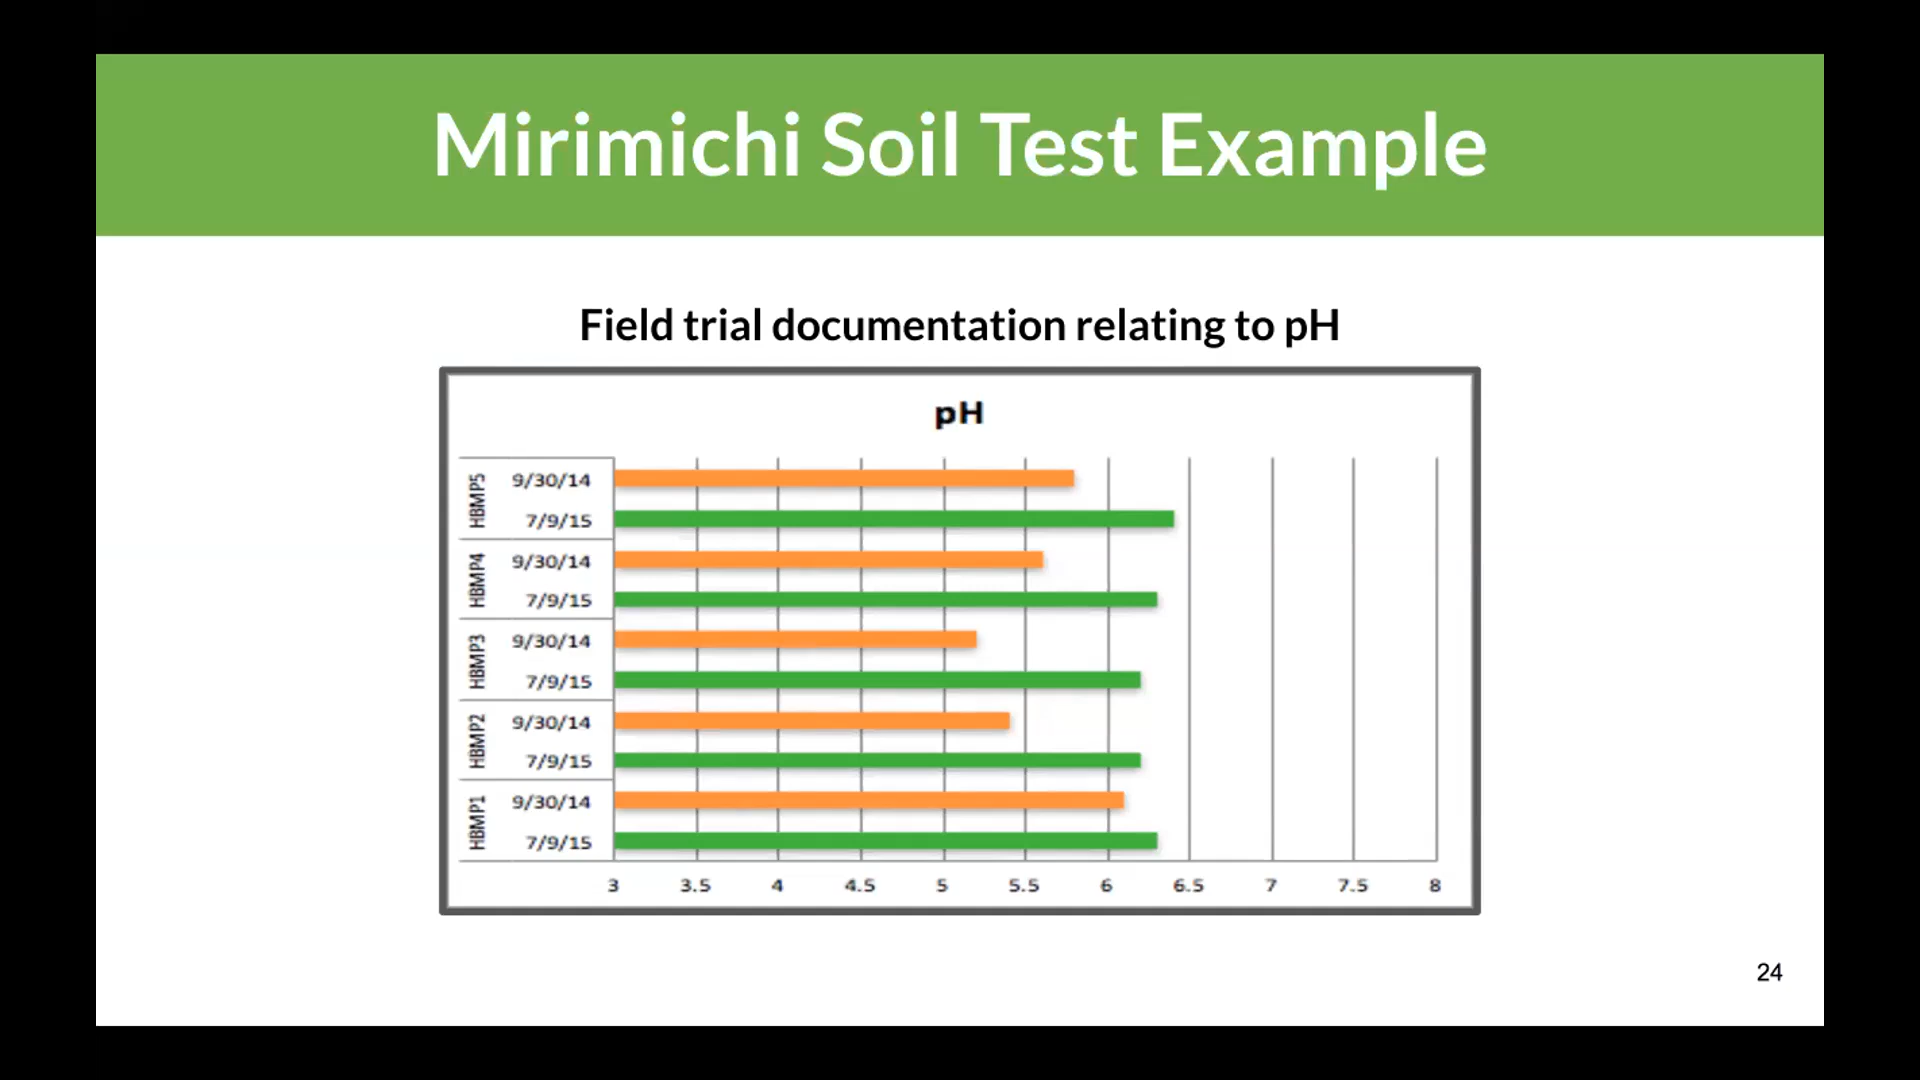 Mirimichi Soil Test Example
Field trial documentation relating to pH
pH
HBMP5
9/30/14
7/9/15
HBMP4
9/30/14
7/9/15
HBMP3
9/30/14
7/9/15
HBMP2
9/30/14
7/9/15
HBMP1
9/30/14
7/9/15
3 3.5 4 4.5 5 5.5 6 6.5 7 7.5 8
24